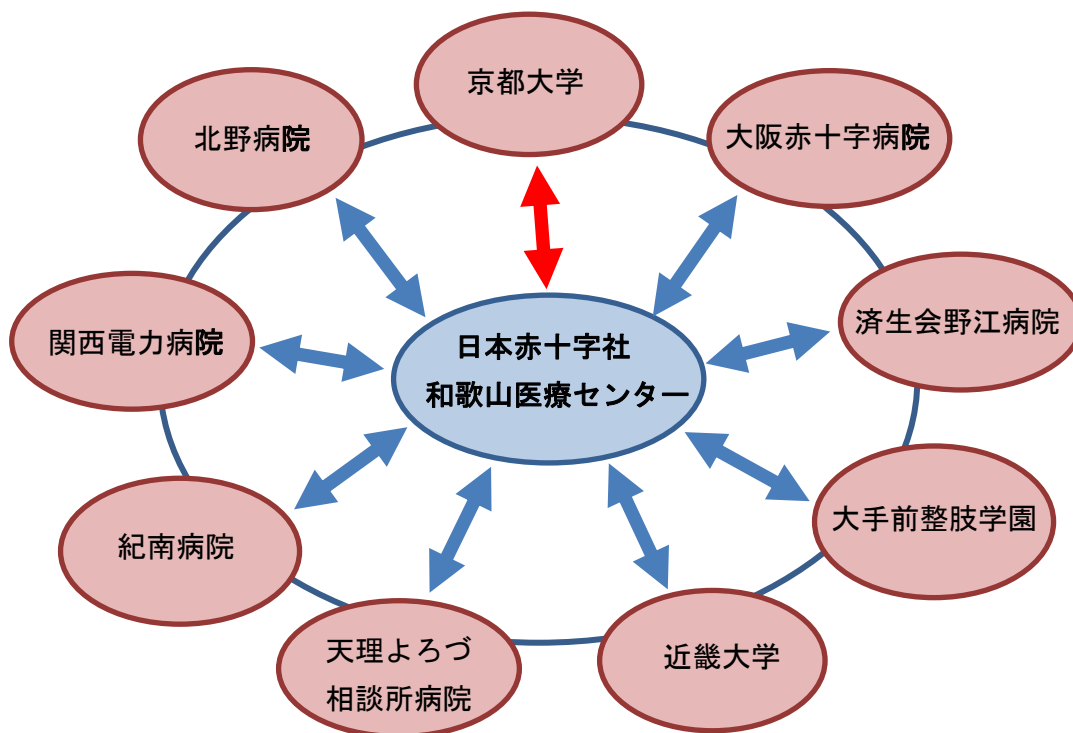 京都大学
北野病院
大阪赤十字病院
関西電力病院
日本赤十字社
和歌山医療センター
済生会野江病院
紀南病院
大手前整肢学園
天理よろづ
相談所病院
近畿大学